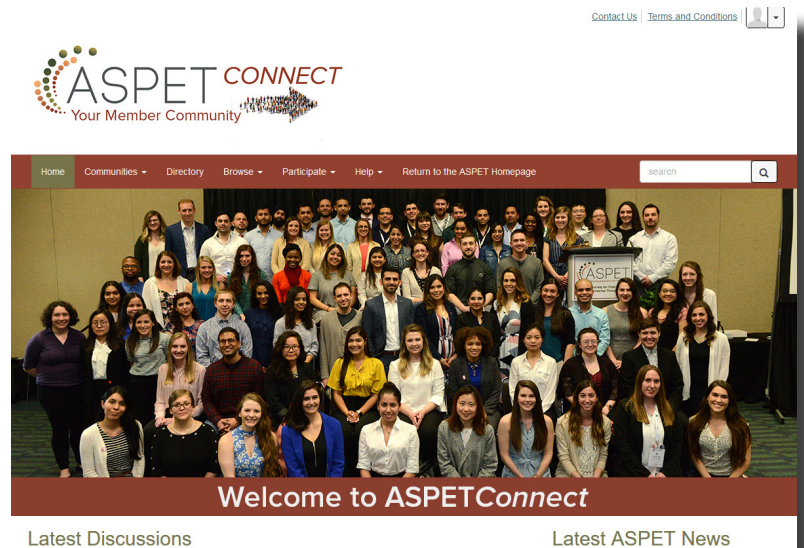 Contact Us Terms and Conditions
ASPET CONNECT
Your Member Community
Home Communities Directory Browse Participate Help Return to the ASPET Homepage search
ASPET
Welcome to ASPETConnect
Latest Discussions Latest ASPET News